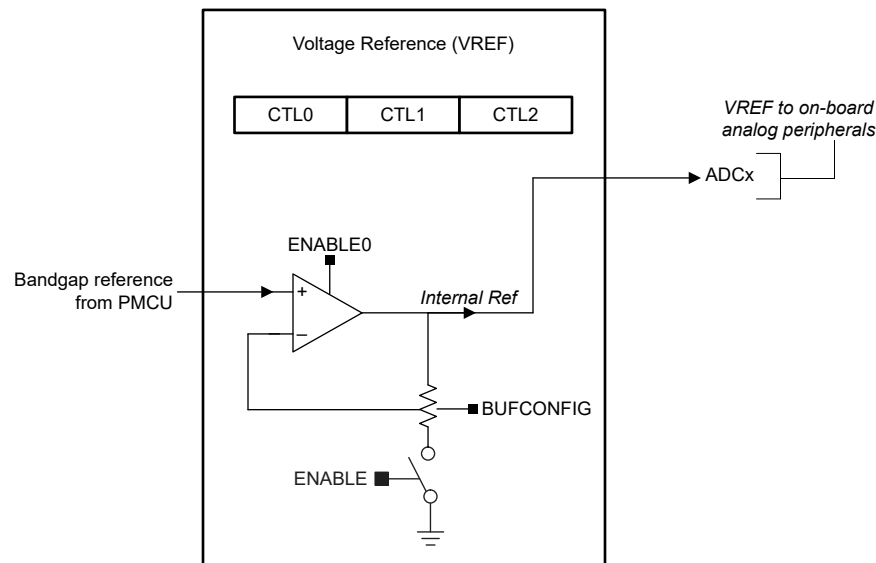 Voltage Reference (VREF)
CTL0 CTL1 CTL2
VREF to on-board
analog peripherals
ADCx
ENABLE0
Bandgap reference
from PMCU
+
Internal Ref
–
BUFCONFIG
ENABLE